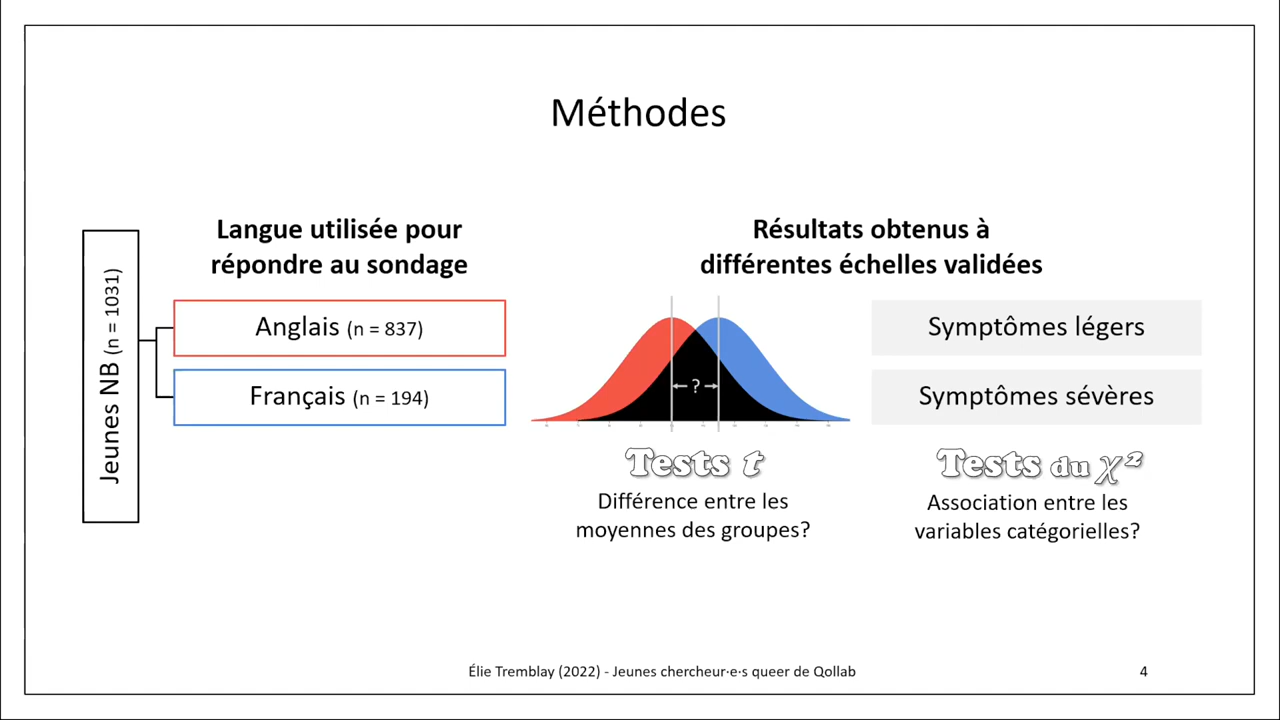 Méthodes
Langue utilisée pour
répondre au sondage
Jeunes NB (n = 1031)
Anglais (n = 837)
Français (n = 194)
Résultats obtenus à
différentes échelles validées
?
Symptômes légers
Symptômes sévères
Tests t
Différence entre les
moyennes des groupes?
Tests du χ²
Association entre les
variables catégorielles?
Élie Tremblay (2022) - Jeunes chercheur·e·s queer de Qollab
4